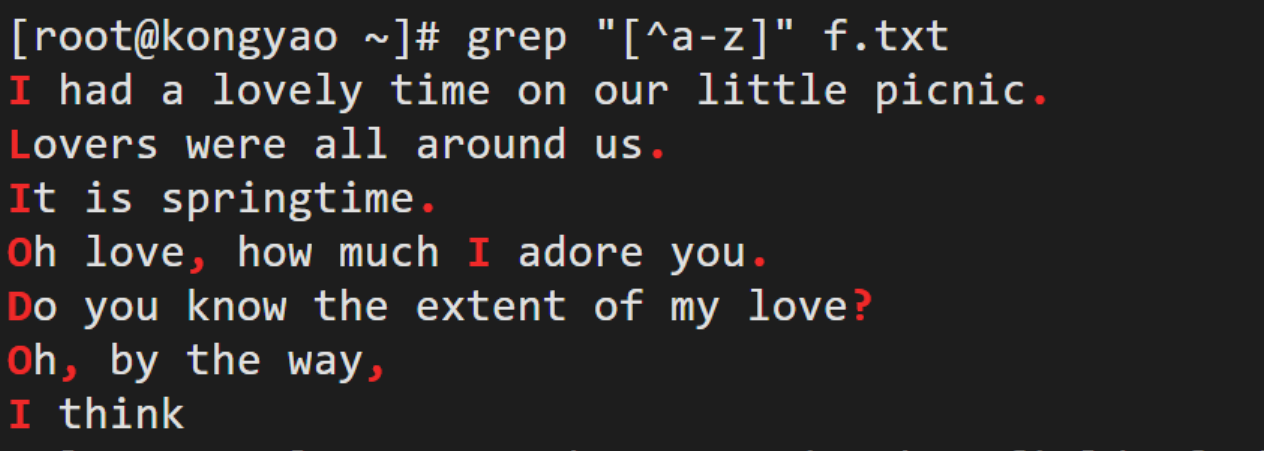 [root@kongyao ~]# grep "[^a-z]" f.txt
I had a lovely time on our little picnic.
Lovers were all around us.
It is springtime.
Oh love, how much I adore you.
Do you know the extent of my love?
Oh, by the way,
I think